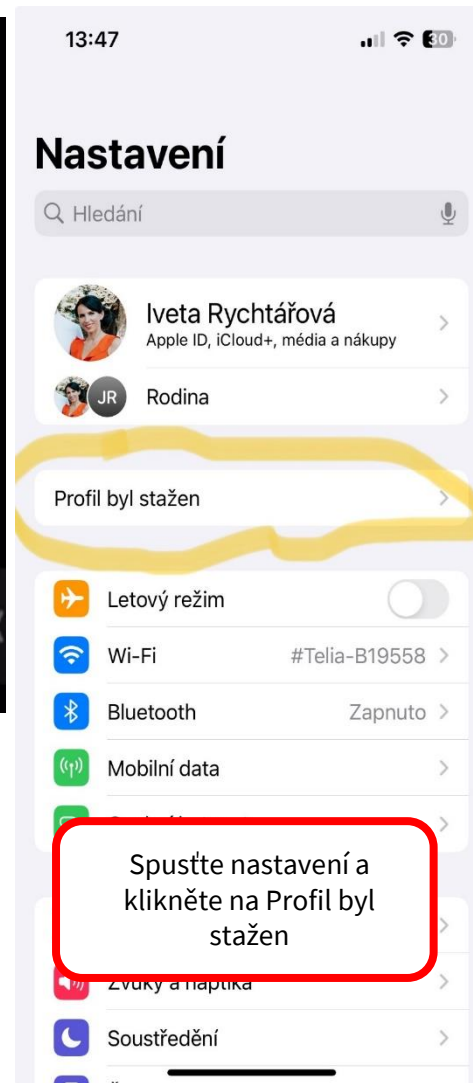 13:47
30
Nastavení
Hledání
Iveta Rychtářová
Apple ID, iCloud+, média a nákupy
JR
Rodina
Profil byl stažen
Letový režim
Wi-Fi #Telia-B19558
Bluetooth Zapnuto
Mobilní data
Spusťte nastavení a
klikněte na Profil byl
stažen
Zvuky a haptika
Soustředění